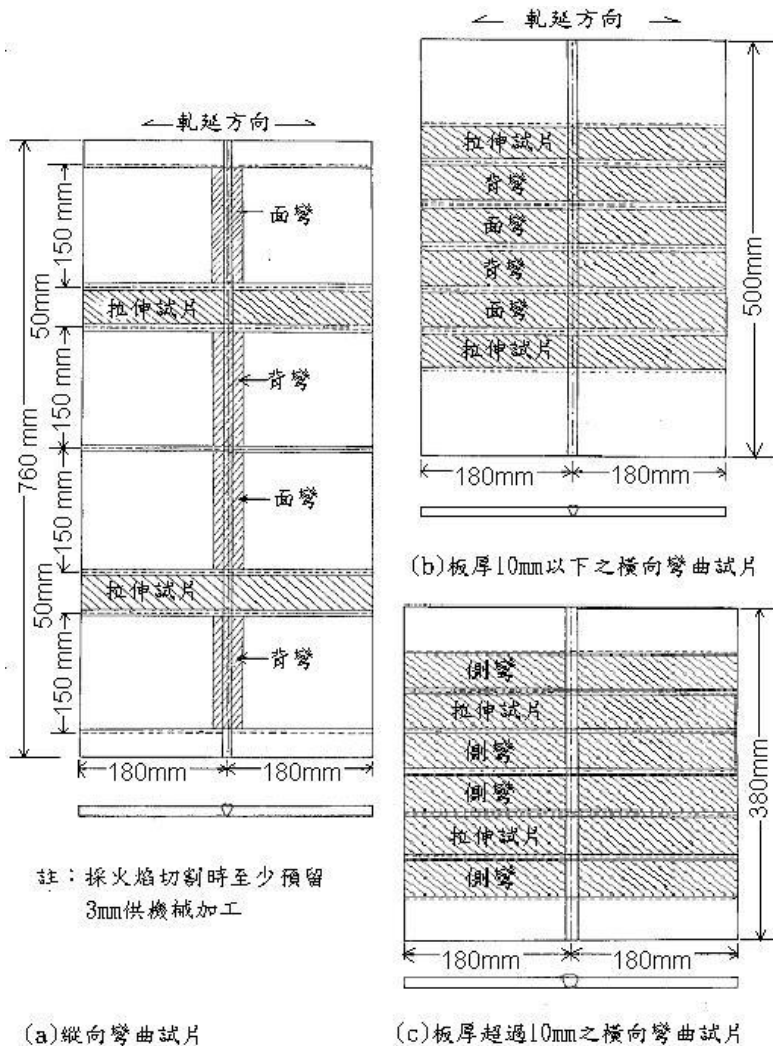 軋延方向
面彎
拉伸試片
背彎
面彎
拉伸試片
背彎
150 mm
50mm
150 mm
150 mm
50mm
150 mm
760 mm
180mm
180mm
註：採火焰切割時至少預留
3mm供機械加工
(a)縱向彎曲試片
軋延方向
拉伸試片
背彎
面彎
背彎
面彎
拉伸試片
500mm
180mm
180mm
(b)板厚10mm以下之橫向彎曲試片
側彎
拉伸試片
側彎
側彎
拉伸試片
側彎
380mm
180mm
180mm
(c)板厚超過10mm之橫向彎曲試片